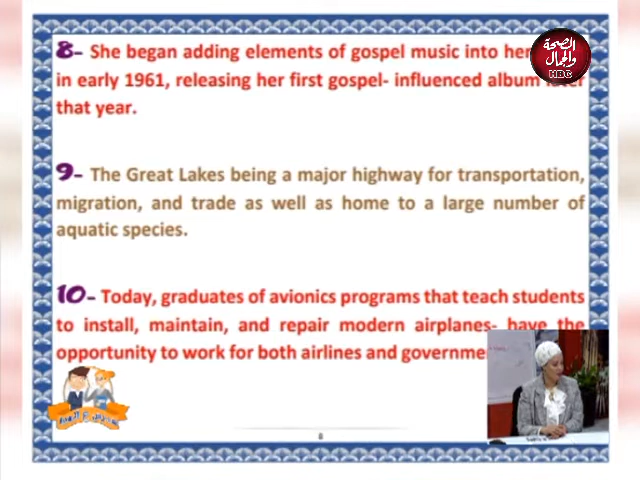 الصحة
والجمال
HBC
8- She began adding elements of gospel music into her
in early 1961, releasing her first gospel- influenced album
that year.
9- The Great Lakes being a major highway for transportation,
migration, and trade as well as home to a large number of
aquatic species.
10- Today, graduates of avionics programs that teach students
to install, maintain, and repair modern airplanes- have the
opportunity to work for both airlines and
8